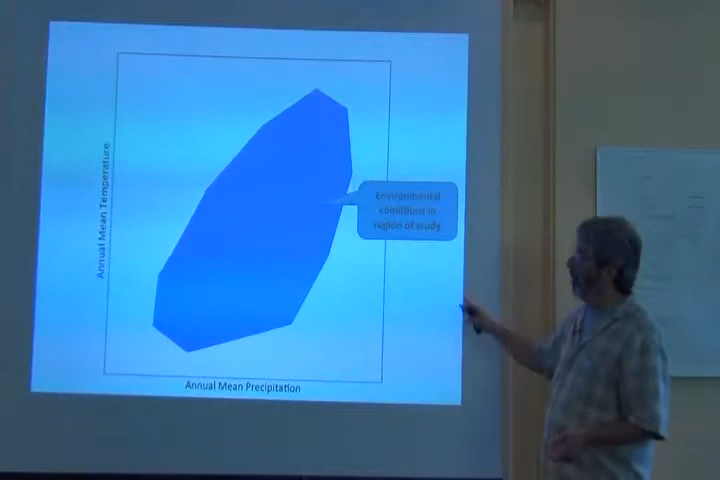 Annual Mean Temperature
Environmental
conditions in
region of study
Annual Mean Precipitation